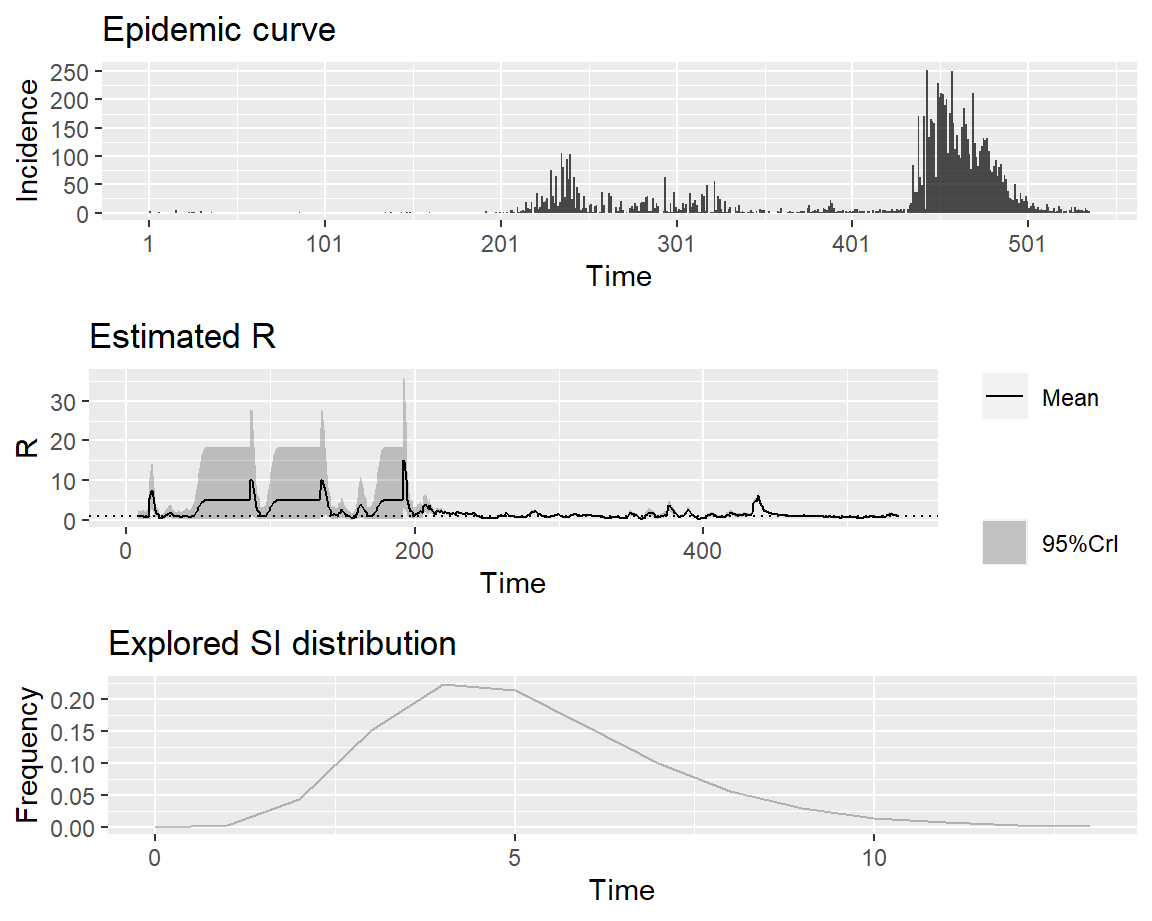 Epidemic curve
250
200
150
100
50
0
Incidence
1 101 201 301 401 501
Time
Estimated R
30
20
10
0
R
0 200 400
Time
Mean
95%CrI
Explored SI distribution
0.20
0.15
0.10
0.05
0.00
Frequency
0 5 10
Time